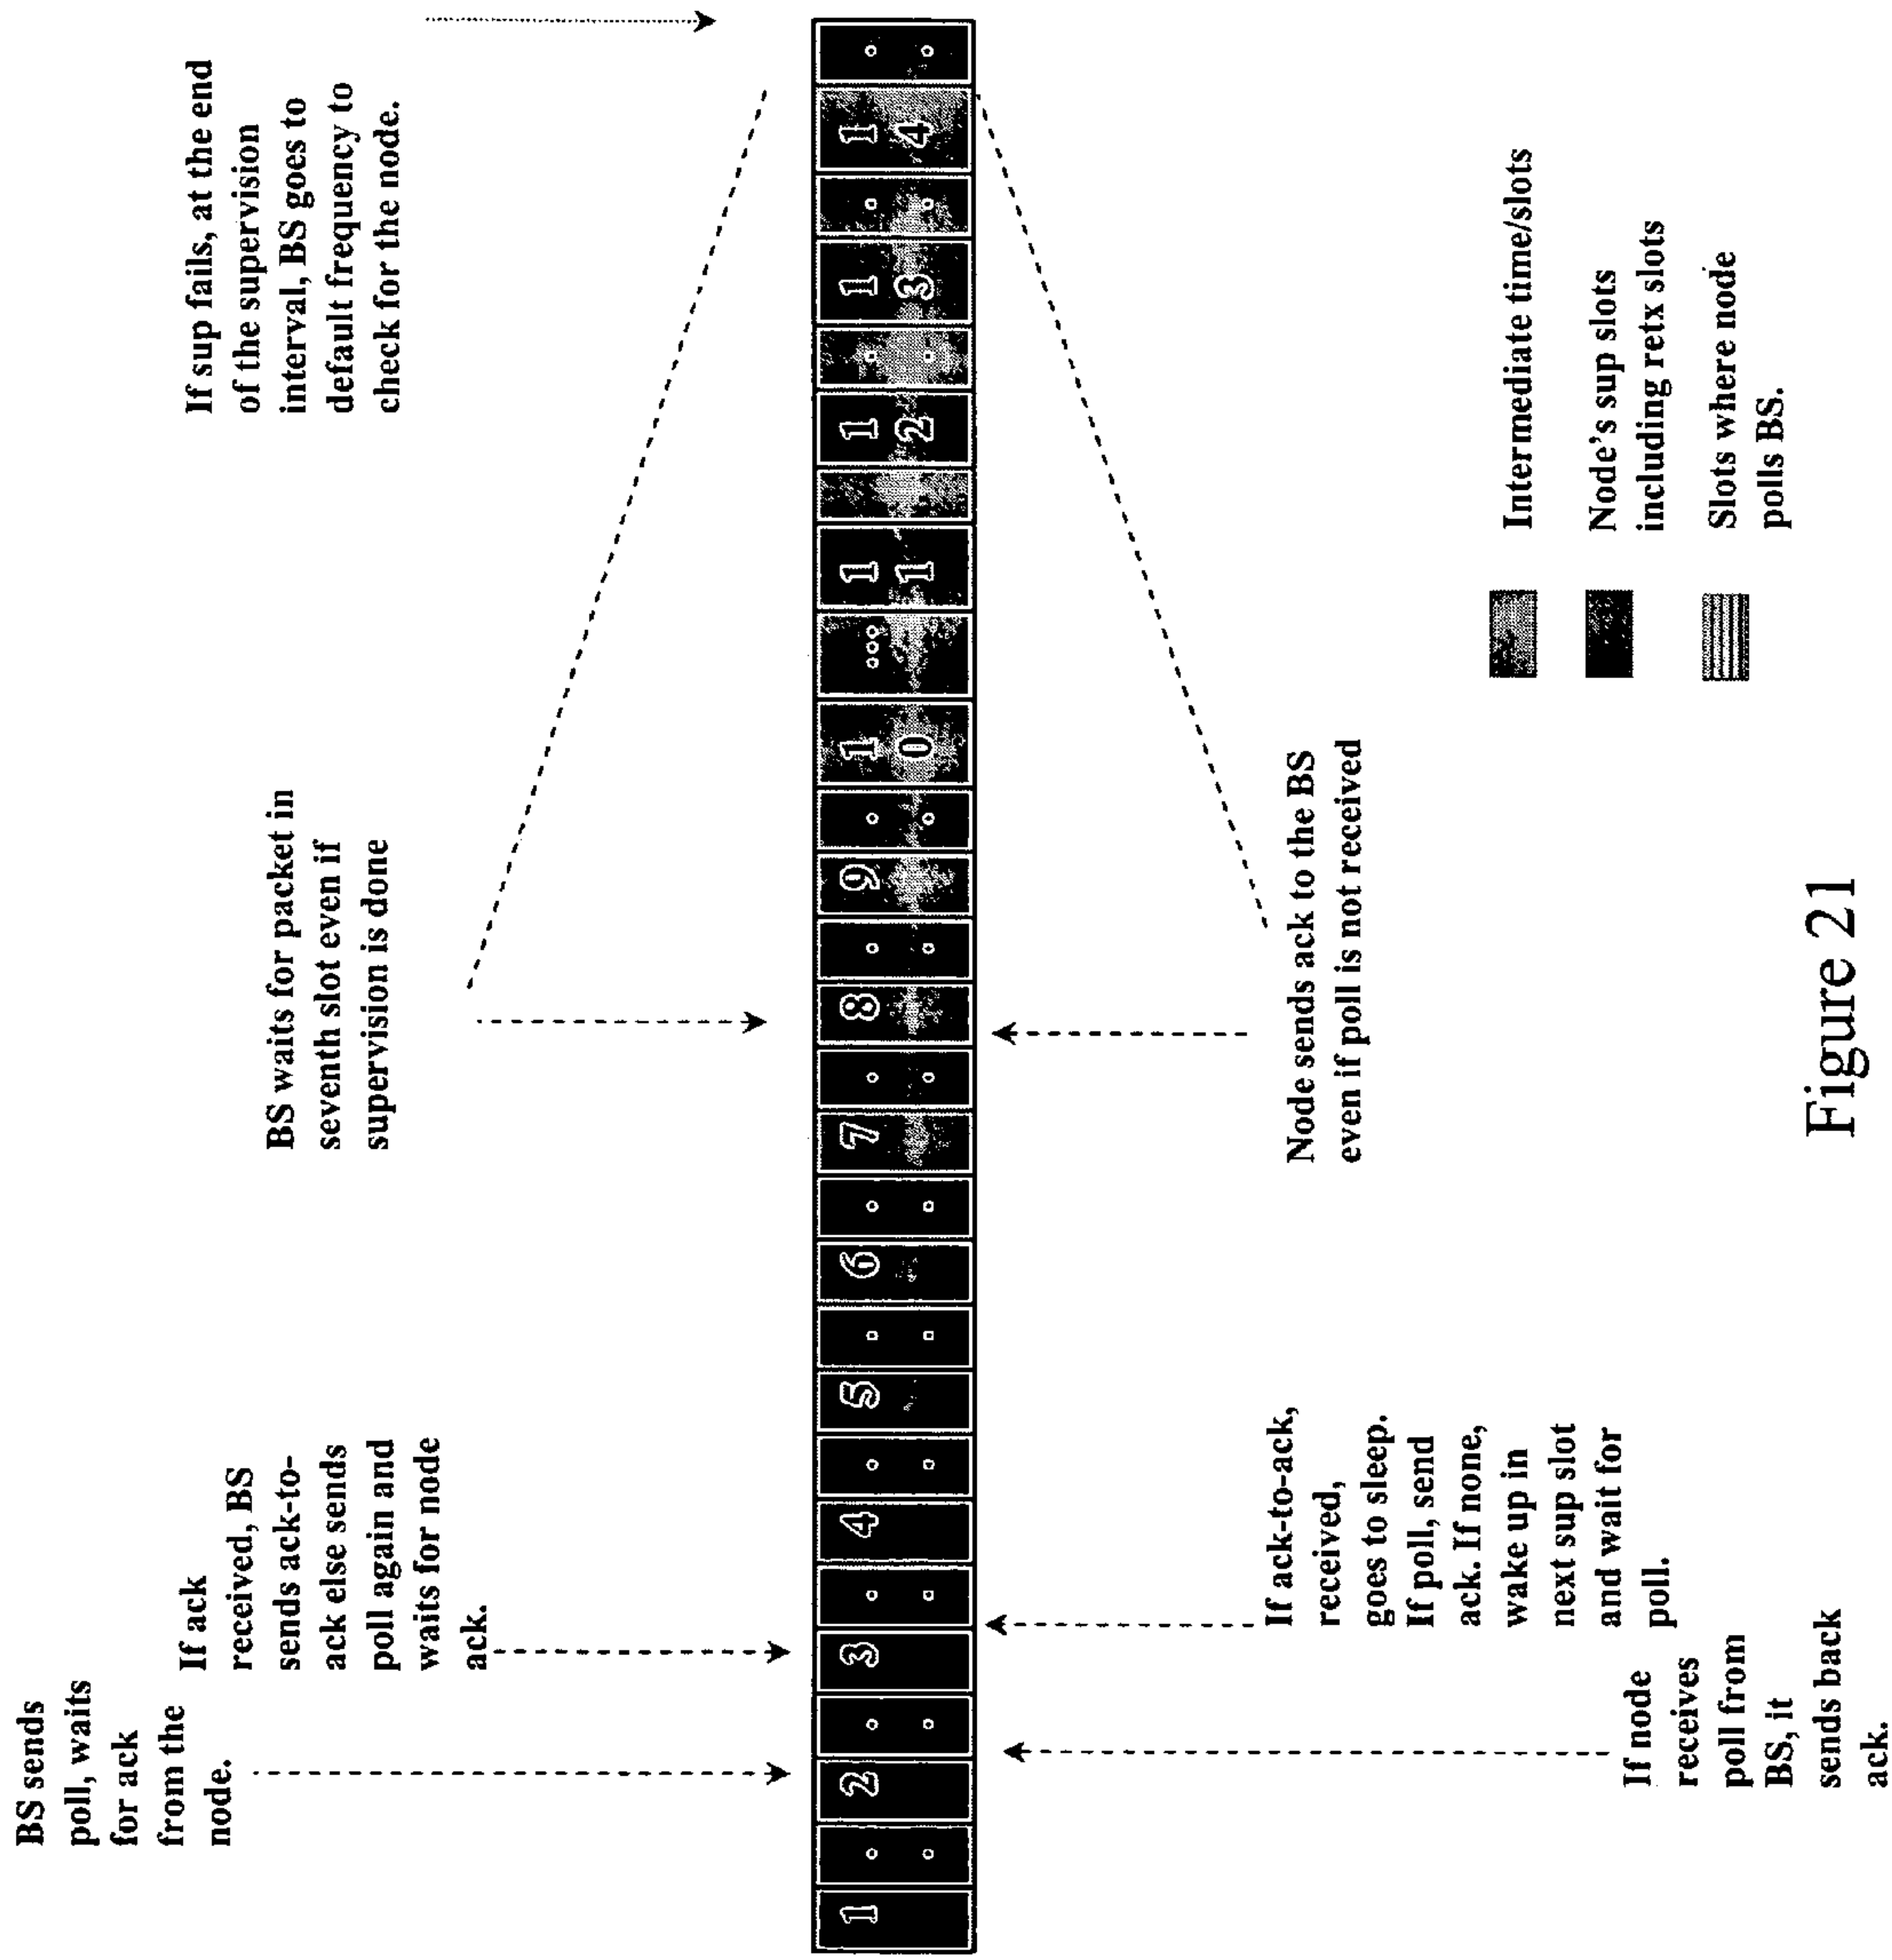 BS sends
poll, waits
for ack
from the
node.
If ack
received, BS
sends ack-to-
ack else sends
poll again and
waits for node
ack.
BS waits for packet in
seventh slot even if
supervision is done
If sup fails, at the end
of the supervision
interval, BS goes to
default frequency to
check for the node.
1 2 3 4 5 6 7 8 9 10 11 12 13 14
If node
receives
poll from
BS, it
sends back
ack.
If ack-to-ack,
received,
goes to sleep.
If poll, send
ack. If none,
wake up in
next sup slot
and wait for
poll.
Node sends ack to the BS
even if poll is not received
Intermediate time/slots
Node's sup slots
including retx slots
Slots where node
polls BS.
Figure 21